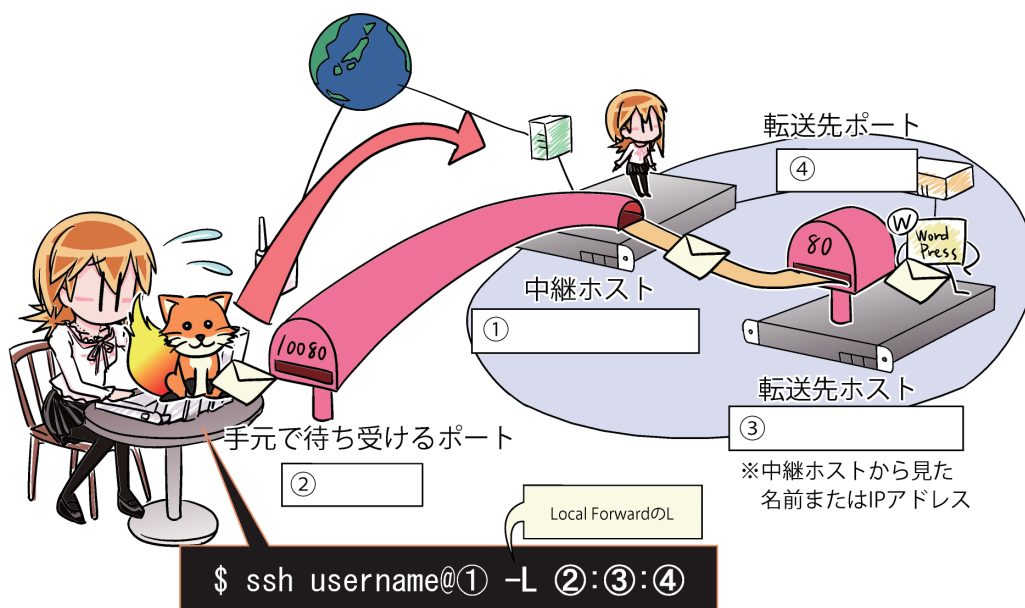 転送先ポート
④
80
W
Word
Press
中継ホスト
①
10080
転送先ホスト
③
※中継ホストから見た
名前またはIPアドレス
手元で待ち受けるポート
②
Local ForwardのL
$ ssh username@① -L ②:③:④